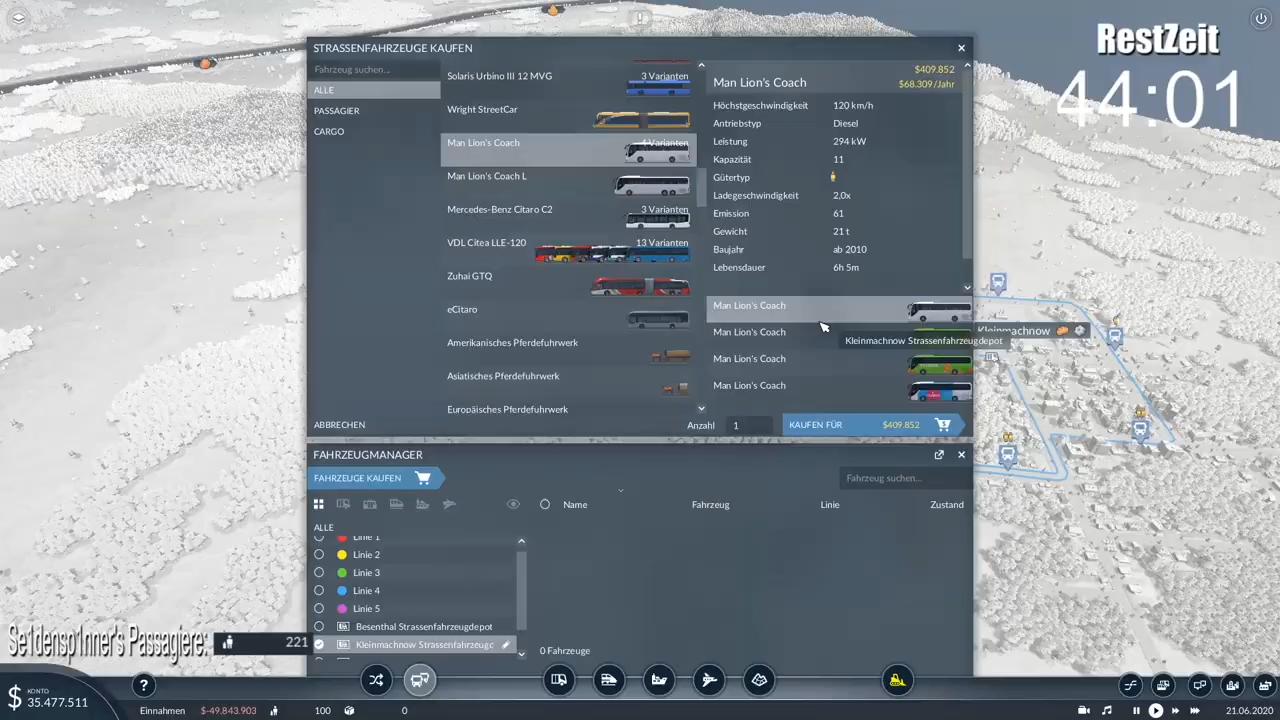 RestZeit
44:01
STRASSENFAHRZEUGE KAUFEN
Fahrzeug suchen...
ALLE
PASSAGIER
CARGO
Solaris Urbino III 12 MVG
3 Varianten
Wright StreetCar
Man Lion's Coach
4 Varianten
Man Lion's Coach L
Mercedes-Benz Citaro C2
3 Varianten
VDL Citea LLE-120
13 Varianten
Zuhai GTQ
eCitaro
Amerikanisches Pferdefuhrwerk
Asiatisches Pferdefuhrwerk
Europäisches Pferdefuhrwerk
ABBRECHEN
$409.852
Man Lion's Coach
$68.309/Jahr
Höchstgeschwindigkeit 120 km/h
Antriebstyp Diesel
Leistung 294 kW
Kapazität 11
Gütertyp
Ladegeschwindigkeit 2,0x
Emission 61
Gewicht 21 t
Baujahr ab 2010
Lebensdauer 6h 5m
Man Lion's Coach
Man Lion's Coach
Man Lion's Coach
Man Lion's Coach
Kleinmachnow Strassenfahrzeugdepot
Kleinmachnow
Anzahl 1
KAUFEN FÜR $409.852
FAHRZEUGMANAGER
FAHRZEUGE KAUFEN
Fahrzeug suchen...
Name Fahrzeug Linie Zustand
ALLE
Linie 1
Linie 2
Linie 3
Linie 4
Linie 5
Besenthal Strassenfahrzeugdepot
Kleinmachnow Strassenfahrzeugc
0 Fahrzeuge
Se1densp1nner's Passagiere:
221
$ KONTO
35.477.511
?
Einnahmen $-49.843.903 100 0
21.06.2020